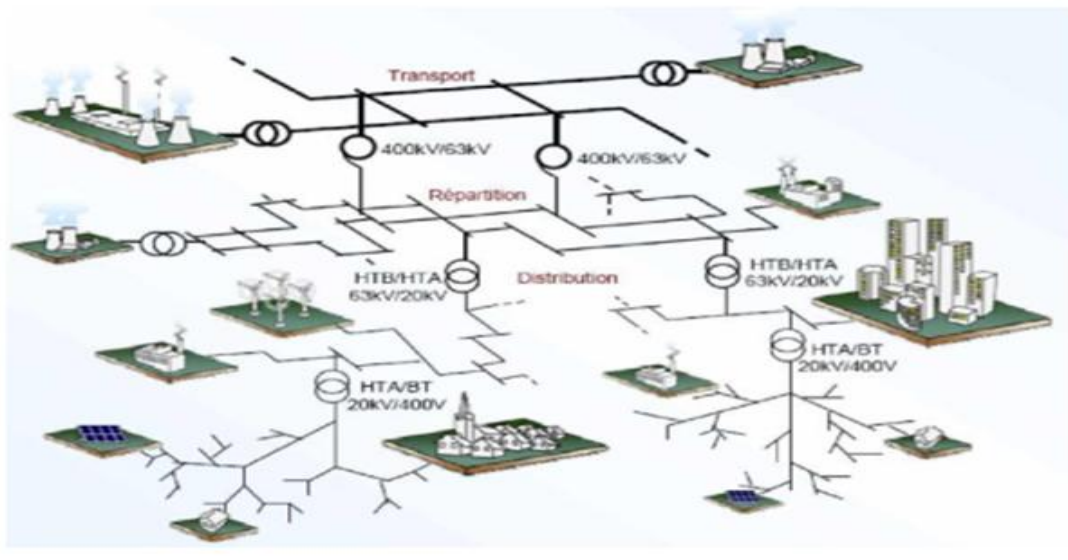 Transport
400kV/63kV
400kV/63kV
Répartition
HTB/HTA
63kV/20kV
Distribution
HTB/HTA
63kV/20kV
HTA/BT
20kV/400V
HTA/BT
20kV/400V